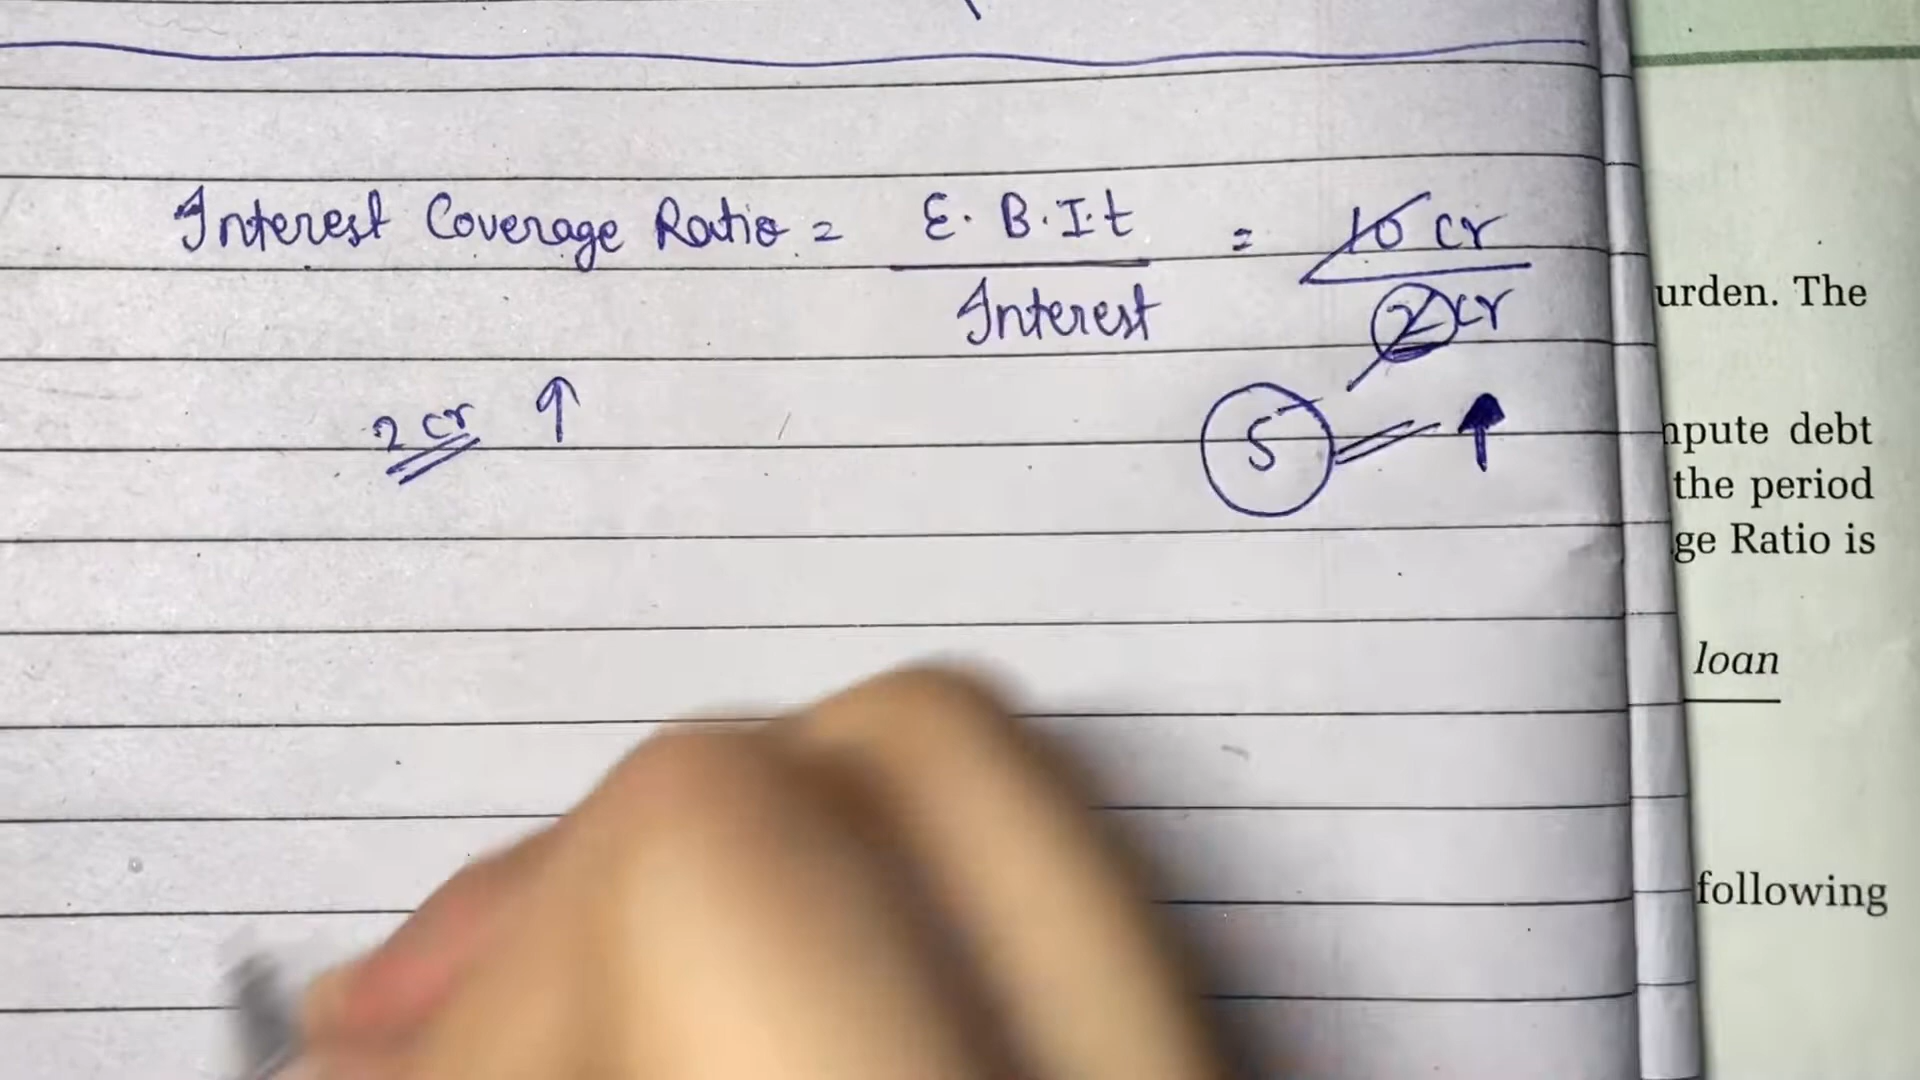 Interest Coverage Ratio = E.B.I.t = 10 cr
Interest 2 cr
2 cr ↑ 5 ↑
urden. The
pute debt
the period
ge Ratio is
loan
following